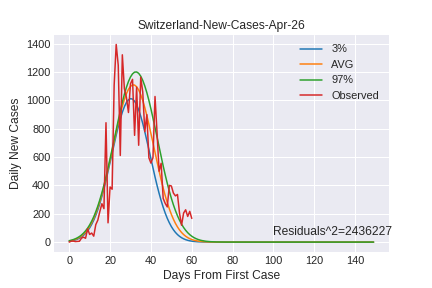 Switzerland-New-Cases-Apr-26
1400
1200
1000
800
600
400
200
0
Daily New Cases
3%
AVG
97%
Observed
Residuals^2=2436227
0 20 40 60 80 100 120 140
Days From First Case